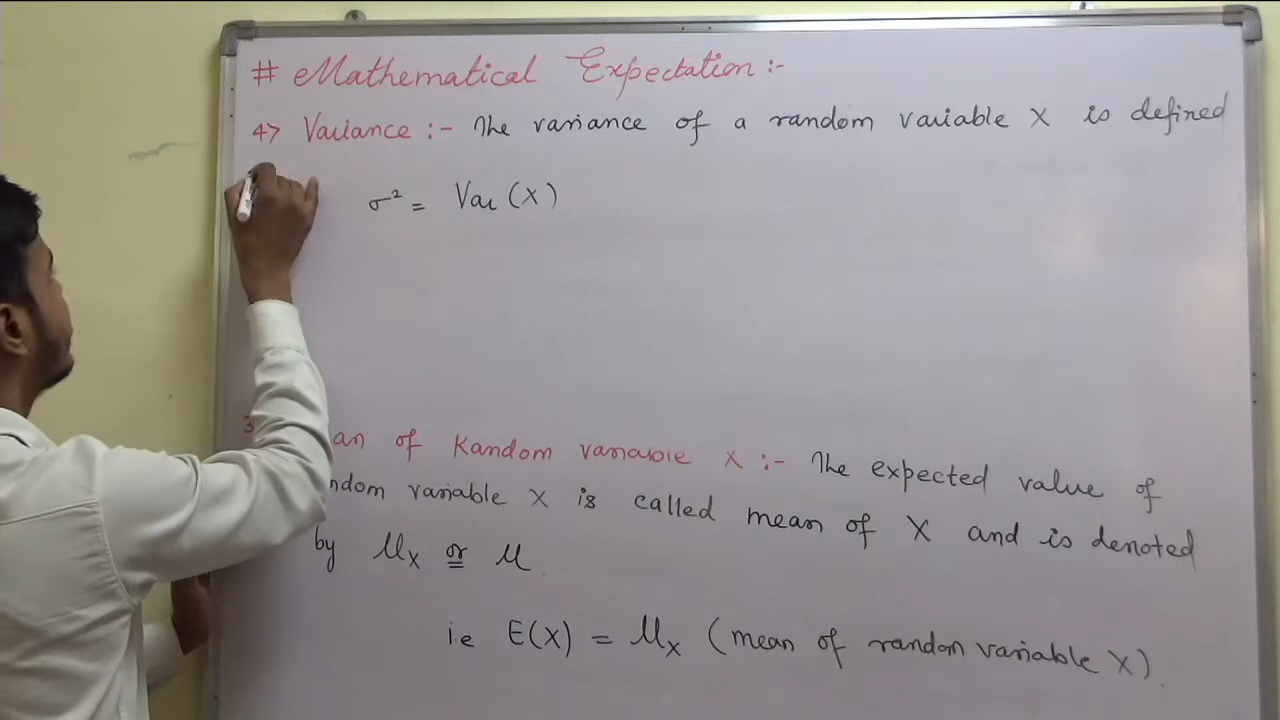 # Mathematical Expectation :-
4> Variance :- The variance of a random variable X is defined
σ² = Var (X)
3
an of Random variable X :- The expected value of
ndom variable X is called mean of X and is denoted
by μx or μ
ie E(X) = μx (mean of random variable X).